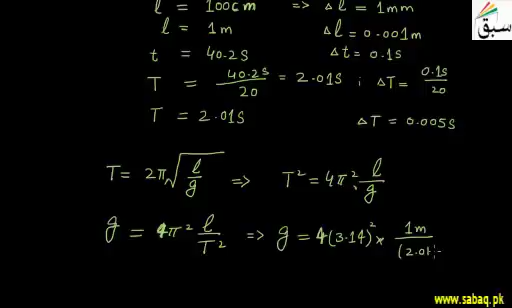 l = 100cm => Δl = 1mm
سبق
l = 1m Δl = 0.001m
t = 40.2s Δt = 0.1s
T = 40.2s/20 = 2.01s ; ΔT = 0.1s/20
T = 2.01s ΔT = 0.005s
T = 2π√(l/g) => T² = 4π² l/g
g = 4π² l/T² => g = 4(3.14)² × 1m/(2.01
www.sabaq.pk